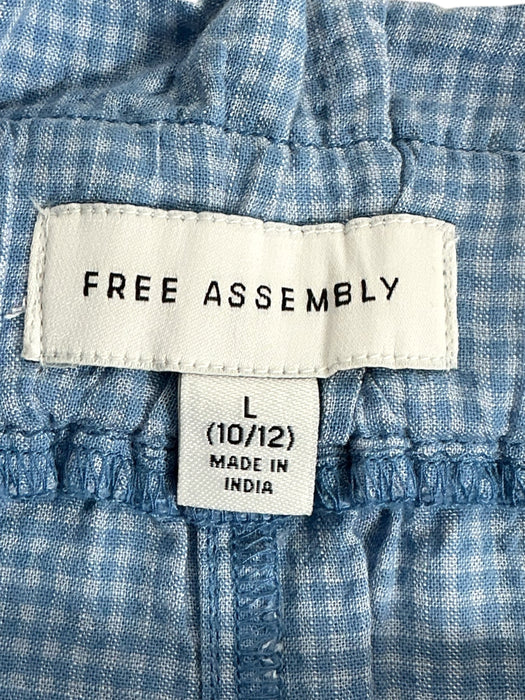 FREE ASSEMBLY
L
(10/12)
MADE IN
INDIA